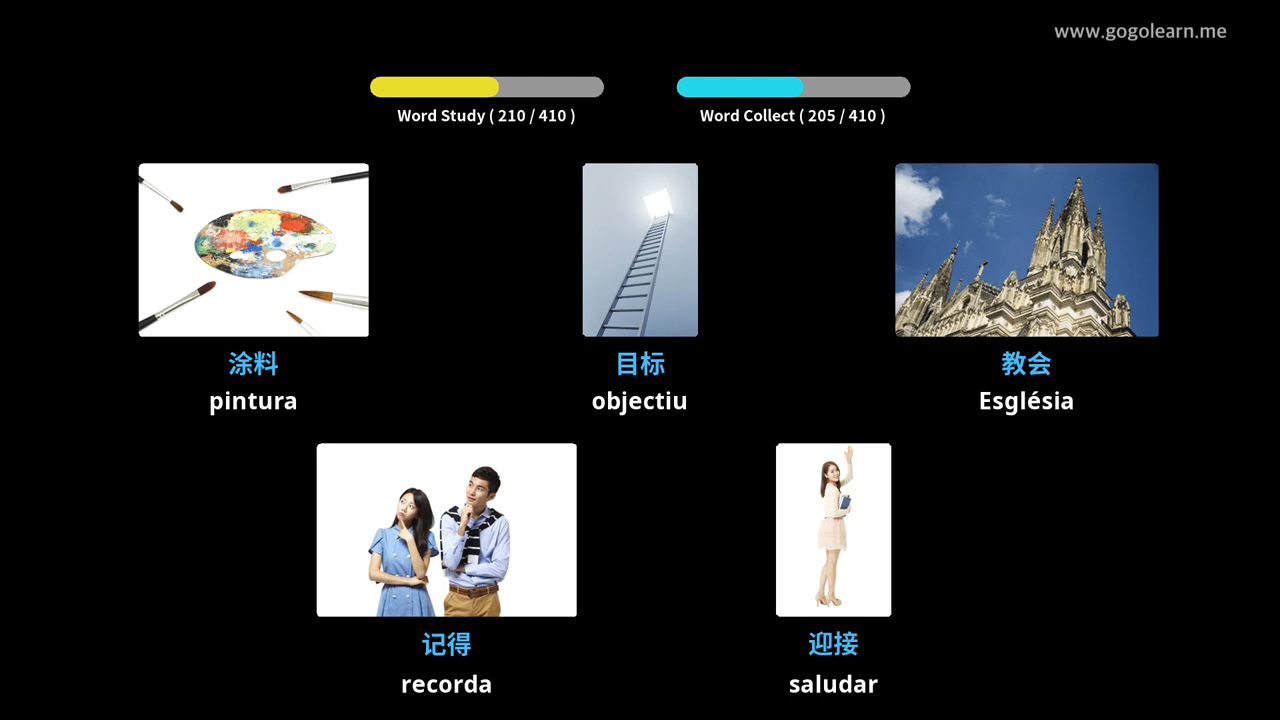 www.gogolearn.me
Word Study ( 210 / 410 )
Word Collect ( 205 / 410 )
涂料
目标
教会
pintura
objectiu
Església
记得
迎接
recorda
saludar